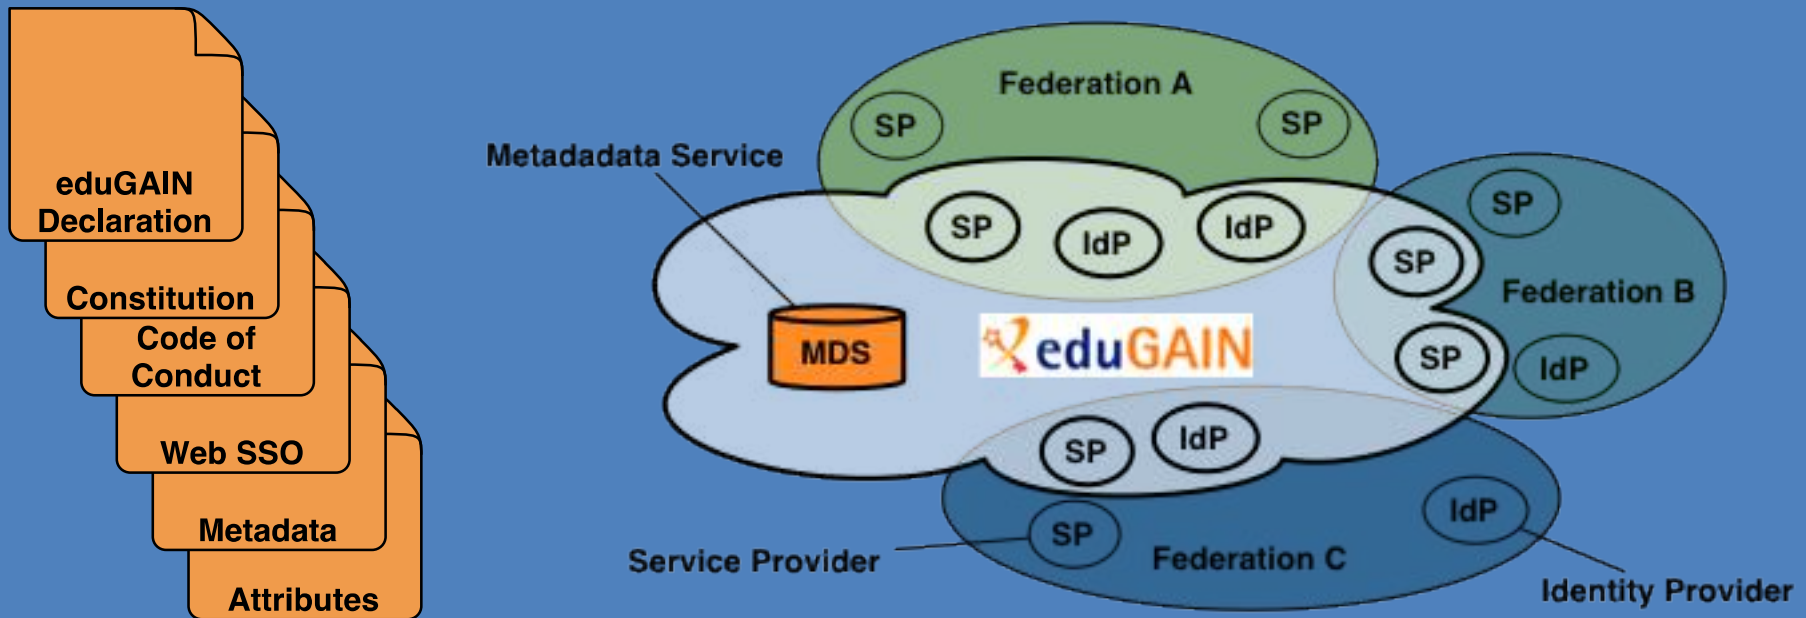 eduGAIN
Declaration
Constitution
Code of
Conduct
Web SSO
Metadata
Attributes
Federation A
SP
SP
Metadadata Service
SP
IdP
IdP
SP
SP
Federation B
MDS
eduGAIN
SP
IdP
SP
IdP
SP
IdP
Service Provider
Federation C
Identity Provider